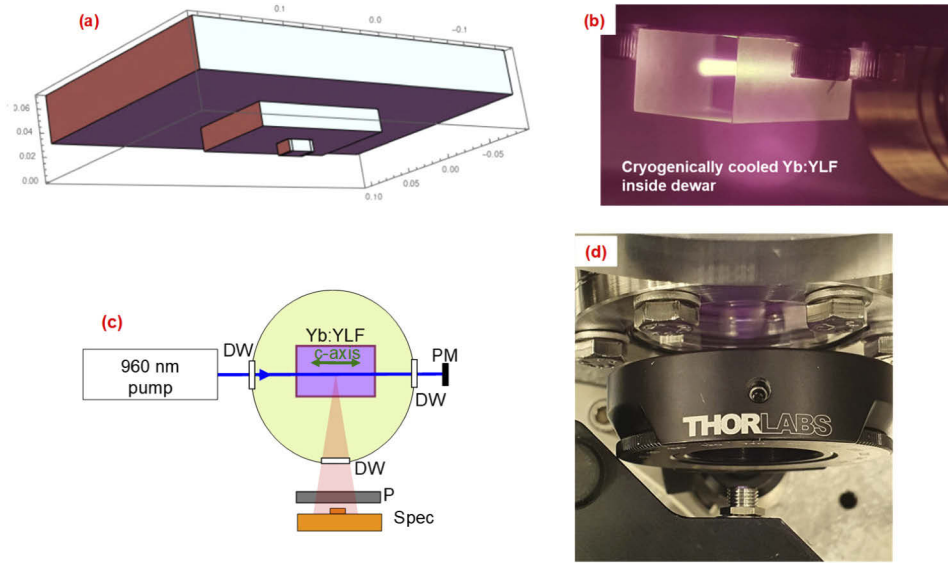 (a)
0.1
0.0
-0.1
0.06
0.04
0.02
0.00
-0.05
0.00
0.05
0.10
(b)
Cryogenically cooled Yb:YLF
inside dewar
(c)
Yb:YLF
c-axis
960 nm
pump
DW
PM
DW
DW
P
Spec
(d)
THORLABS